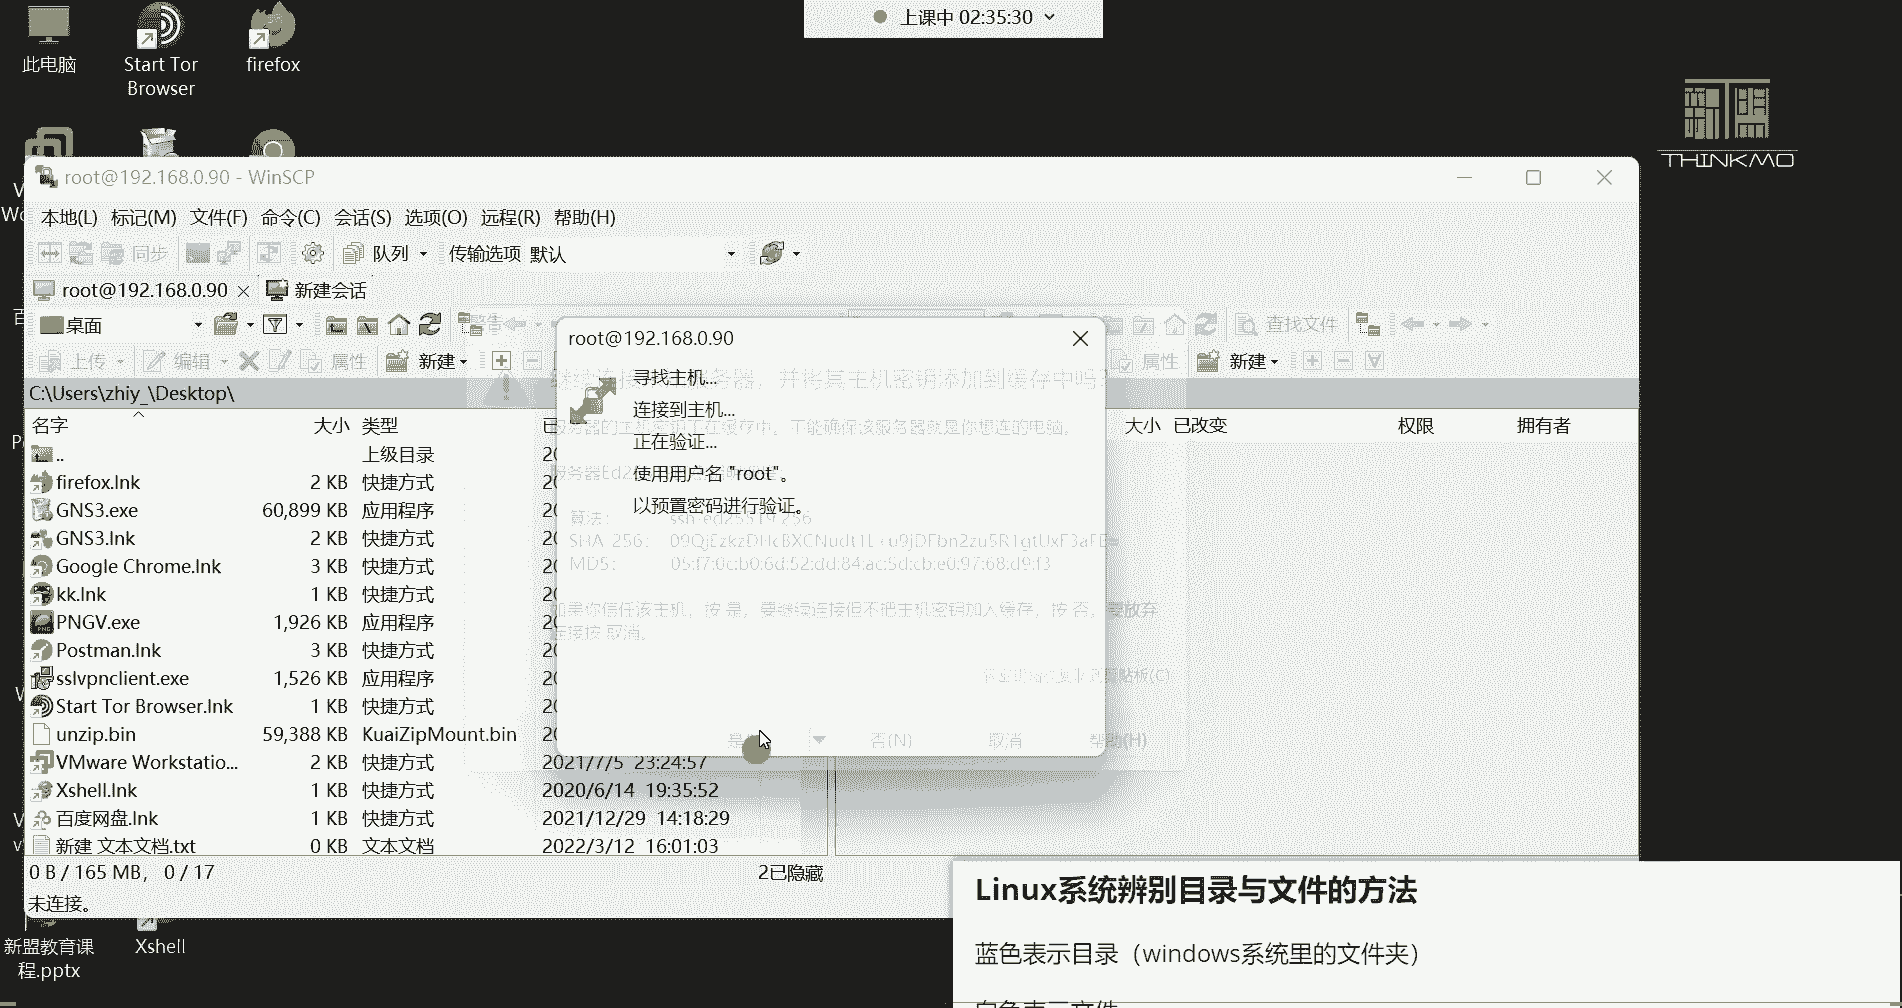 上课中 02:35:30
此电脑
Start Tor Browser
firefox
THINKMO
root@192.168.0.90 - WinSCP
本地(L) 标记(M) 文件(F) 命令(C) 会话(S) 选项(O) 远程(R) 帮助(H)
同步 队列 传输选项 默认
root@192.168.0.90 新建会话
桌面 查找文件
上传 编辑 属性 新建 属性 新建
C:\Users\zhiy_\Desktop\
名字 大小 类型 大小 已改变 权限 拥有者
.. 上级目录
firefox.lnk 2 KB 快捷方式
GNS3.exe 60,899 KB 应用程序
GNS3.lnk 2 KB 快捷方式
Google Chrome.lnk 3 KB 快捷方式
kk.lnk 1 KB 快捷方式
PNGV.exe 1,926 KB 应用程序
Postman.lnk 3 KB 快捷方式
sslvpnclient.exe 1,526 KB 应用程序
Start Tor Browser.lnk 1 KB 快捷方式
unzip.bin 59,388 KB KuaiZipMount.bin
VMware Workstatio... 2 KB 快捷方式 2021/7/5 23:24:57
Xshell.lnk 1 KB 快捷方式 2020/6/14 19:35:52
百度网盘.lnk 1 KB 快捷方式 2021/12/29 14:18:29
新建 文本文档.txt 0 KB 文本文档 2022/3/12 16:01:03
0 B / 165 MB, 0 / 17 2已隐藏
未连接。
root@192.168.0.90
寻找主机...
连接到主机...
正在验证...
使用用户名 "root"。
以预置密码进行验证。
否(N) 取消 帮助(H)
新盟教育课程.pptx
Xshell
Linux系统辨别目录与文件的方法
蓝色表示目录（windows系统里的文件夹）